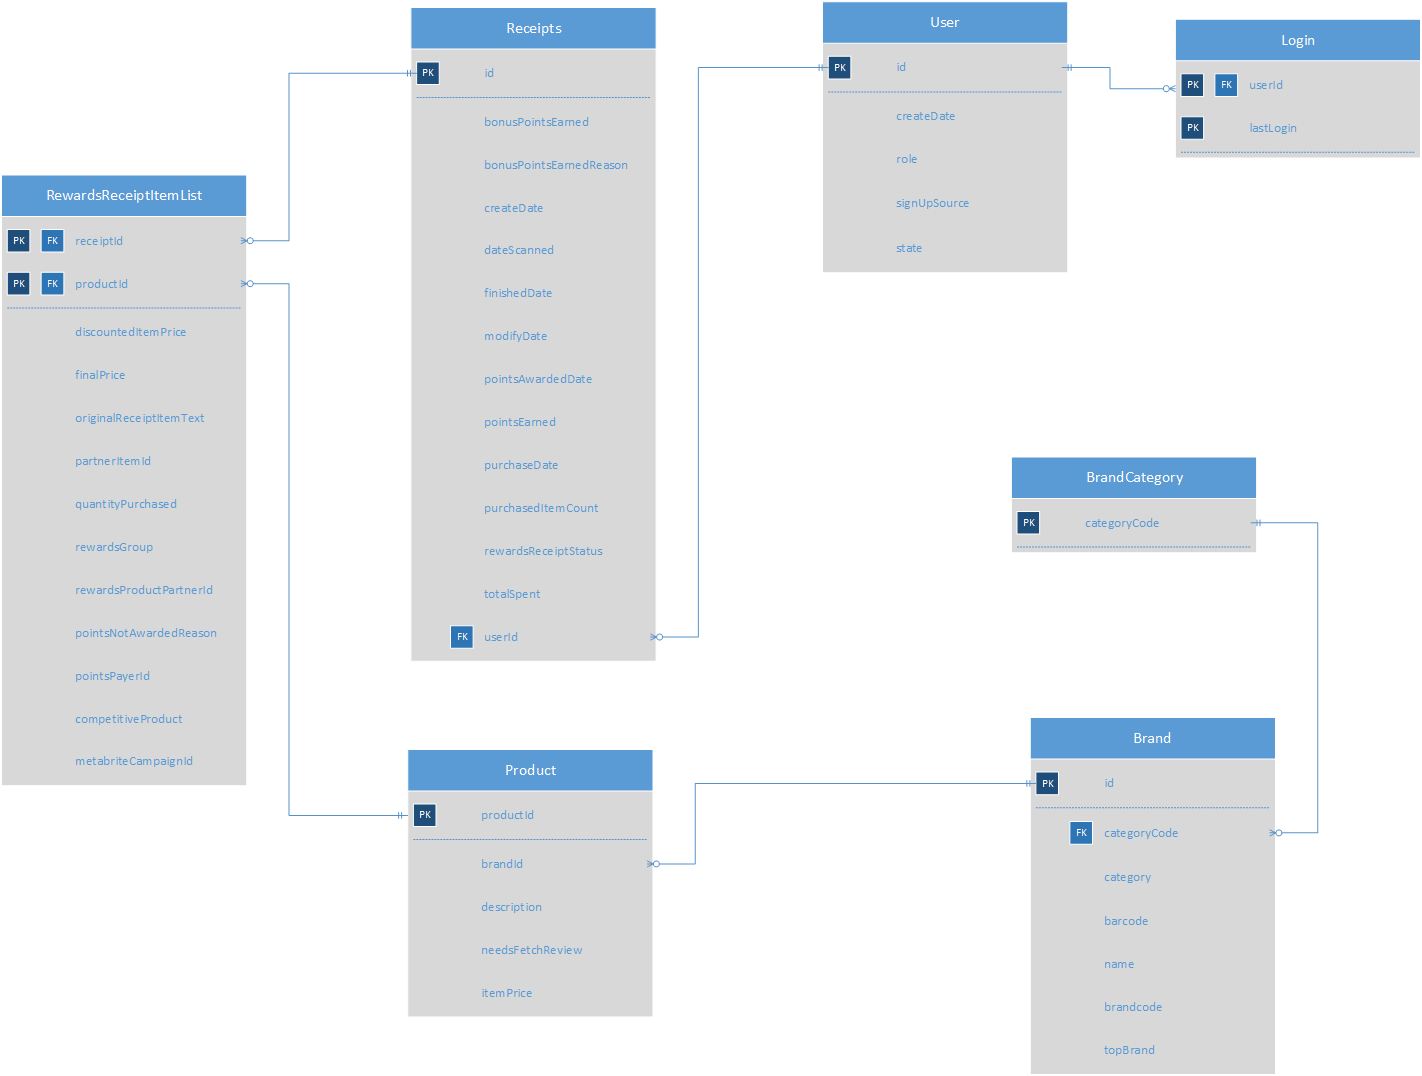 Receipts
PK id
bonusPointsEarned
bonusPointsEarnedReason
createDate
dateScanned
finishedDate
modifyDate
pointsAwardedDate
pointsEarned
purchaseDate
purchasedItemCount
rewardsReceiptStatus
totalSpent
FK userId
User
PK id
createDate
role
signUpSource
state
Login
PK FK userId
PK lastLogin
RewardsReceiptItemList
PK FK receiptId
PK FK productId
discountedItemPrice
finalPrice
originalReceiptItemText
partnerItemId
quantityPurchased
rewardsGroup
rewardsProductPartnerId
pointsNotAwardedReason
pointsPayerId
competitiveProduct
metabriteCampaignId
BrandCategory
PK categoryCode
Product
PK productId
brandId
description
needsFetchReview
itemPrice
Brand
PK id
FK categoryCode
category
barcode
name
brandcode
topBrand